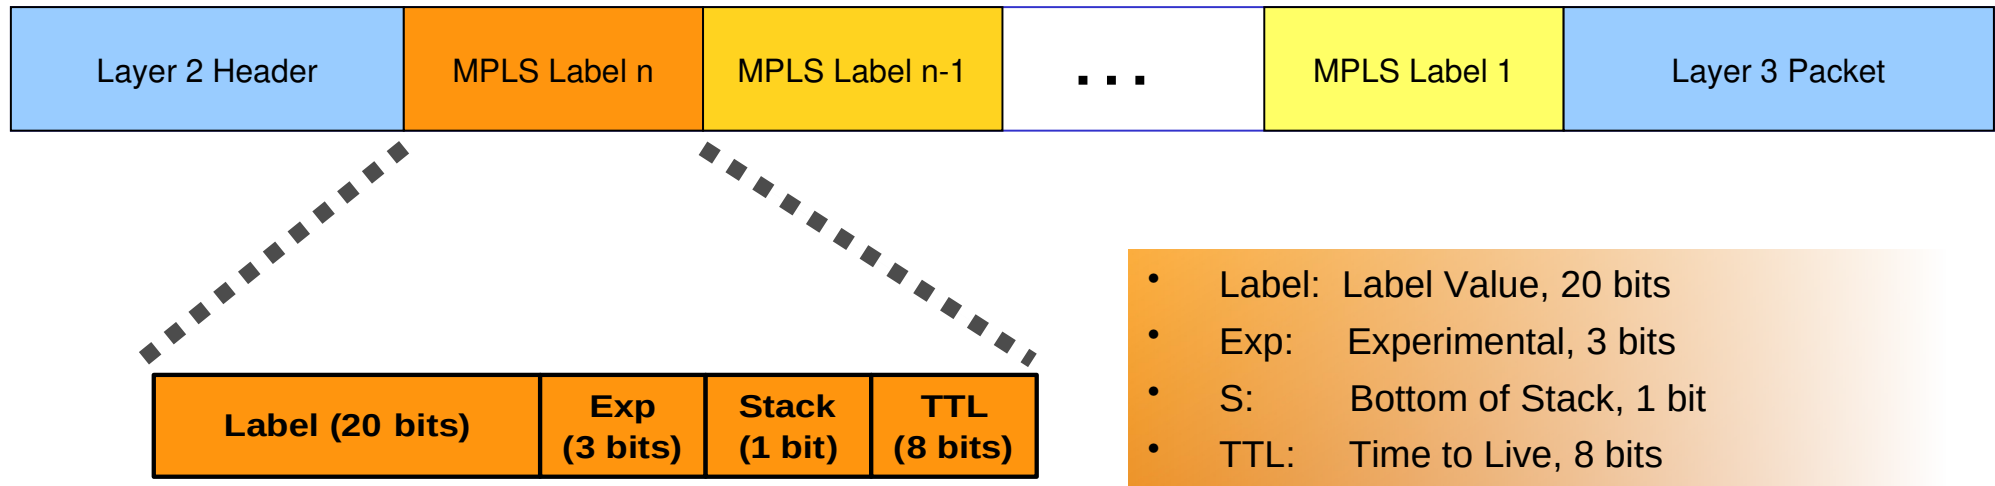 Layer 2 Header
MPLS Label n
MPLS Label n-1
...
MPLS Label 1
Layer 3 Packet
Label (20 bits)
Exp
(3 bits)
Stack
(1 bit)
TTL
(8 bits)
• Label: Label Value, 20 bits
• Exp: Experimental, 3 bits
• S: Bottom of Stack, 1 bit
• TTL: Time to Live, 8 bits